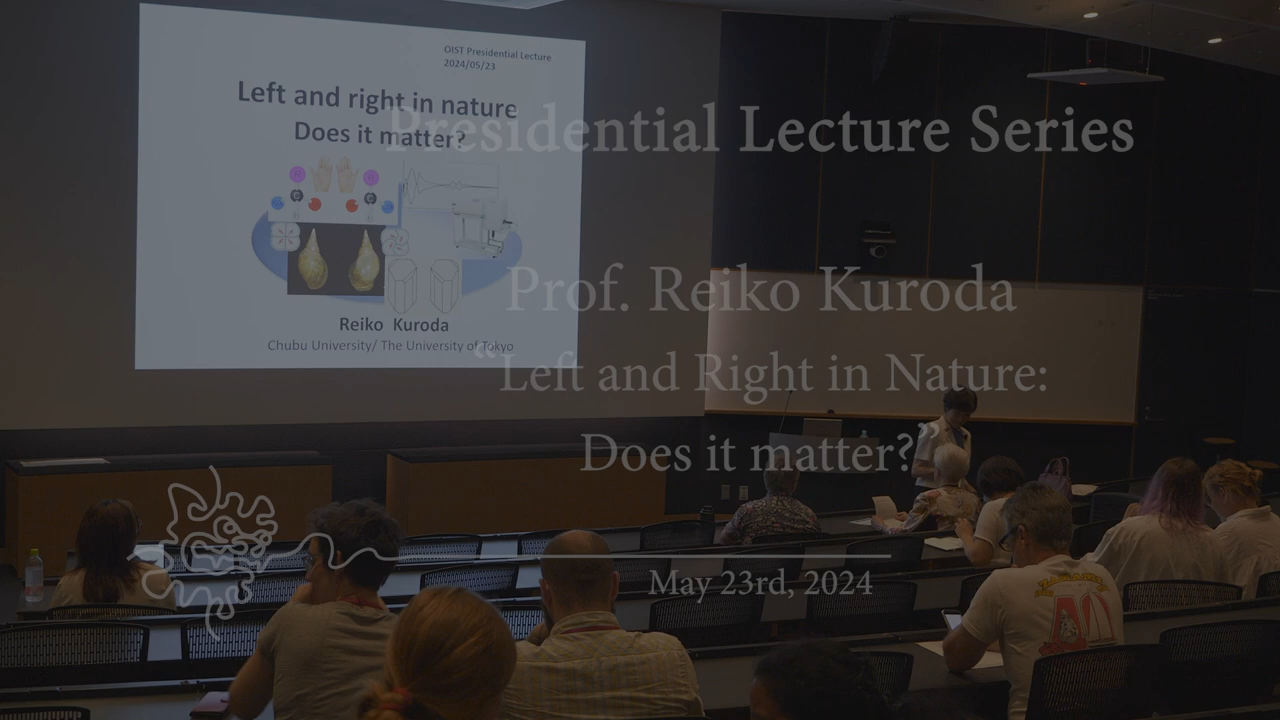 OIST Presidential Lecture
2024/05/23
Left and right in nature
Does it matter?
Reiko Kuroda
Chubu University/ The University of Tokyo
Presidential Lecture Series
Prof. Reiko Kuroda
“Left and Right in Nature:
Does it matter?”
May 23rd, 2024